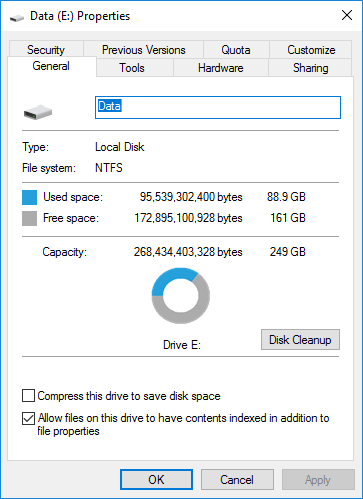 Data (E:) Properties
Security Previous Versions Quota Customize
General Tools Hardware Sharing
Data
Type: Local Disk
File system: NTFS
Used space: 95,539,302,400 bytes 88.9 GB
Free space: 172,895,100,928 bytes 161 GB
Capacity: 268,434,403,328 bytes 249 GB
Drive E:
Disk Cleanup
Compress this drive to save disk space
Allow files on this drive to have contents indexed in addition to
file properties
OK Cancel Apply